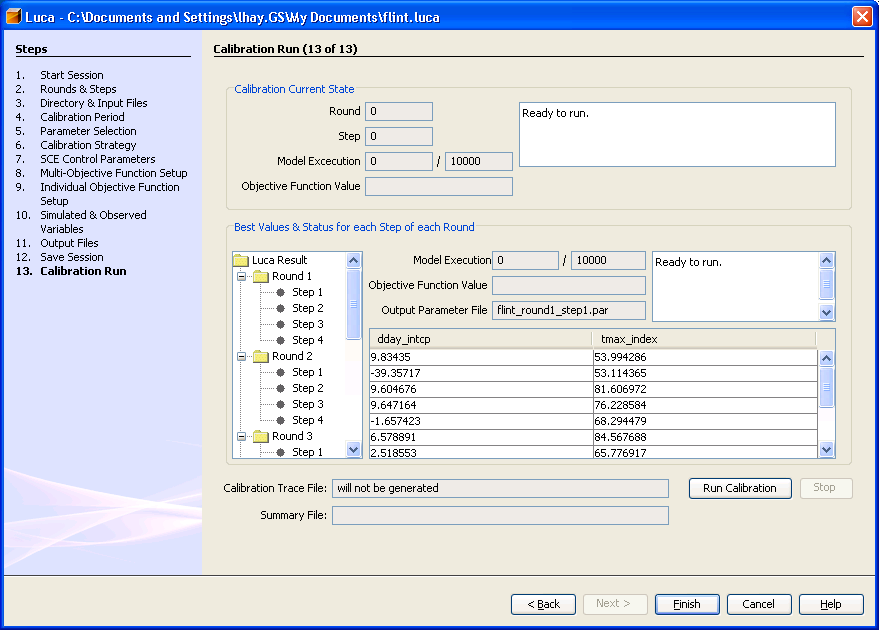 Luca - C:\Documents and Settings\lhay.GS\My Documents\flint.luca
Steps
1. Start Session
2. Rounds & Steps
3. Directory & Input Files
4. Calibration Period
5. Parameter Selection
6. Calibration Strategy
7. SCE Control Parameters
8. Multi-Objective Function Setup
9. Individual Objective Function
Setup
10. Simulated & Observed
Variables
11. Output Files
12. Save Session
13. Calibration Run
Calibration Run (13 of 13)
Calibration Current State
Round 0
Step 0
Model Excecution 0 / 10000
Objective Function Value
Ready to run.
Best Values & Status for each Step of each Round
Luca Result
Round 1
Step 1
Step 2
Step 3
Step 4
Round 2
Step 1
Step 2
Step 3
Step 4
Round 3
Step 1
Model Execution 0 / 10000
Objective Function Value
Output Parameter File flint_round1_step1.par
Ready to run.
dday_intcp tmax_index
9.83435 53.994286
-39.35717 53.114365
9.604676 81.606972
9.647164 76.228584
-1.657423 68.294479
6.578891 84.567688
2.518553 65.776917
Calibration Trace File: will not be generated
Run Calibration Stop
Summary File:
< Back Next > Finish Cancel Help